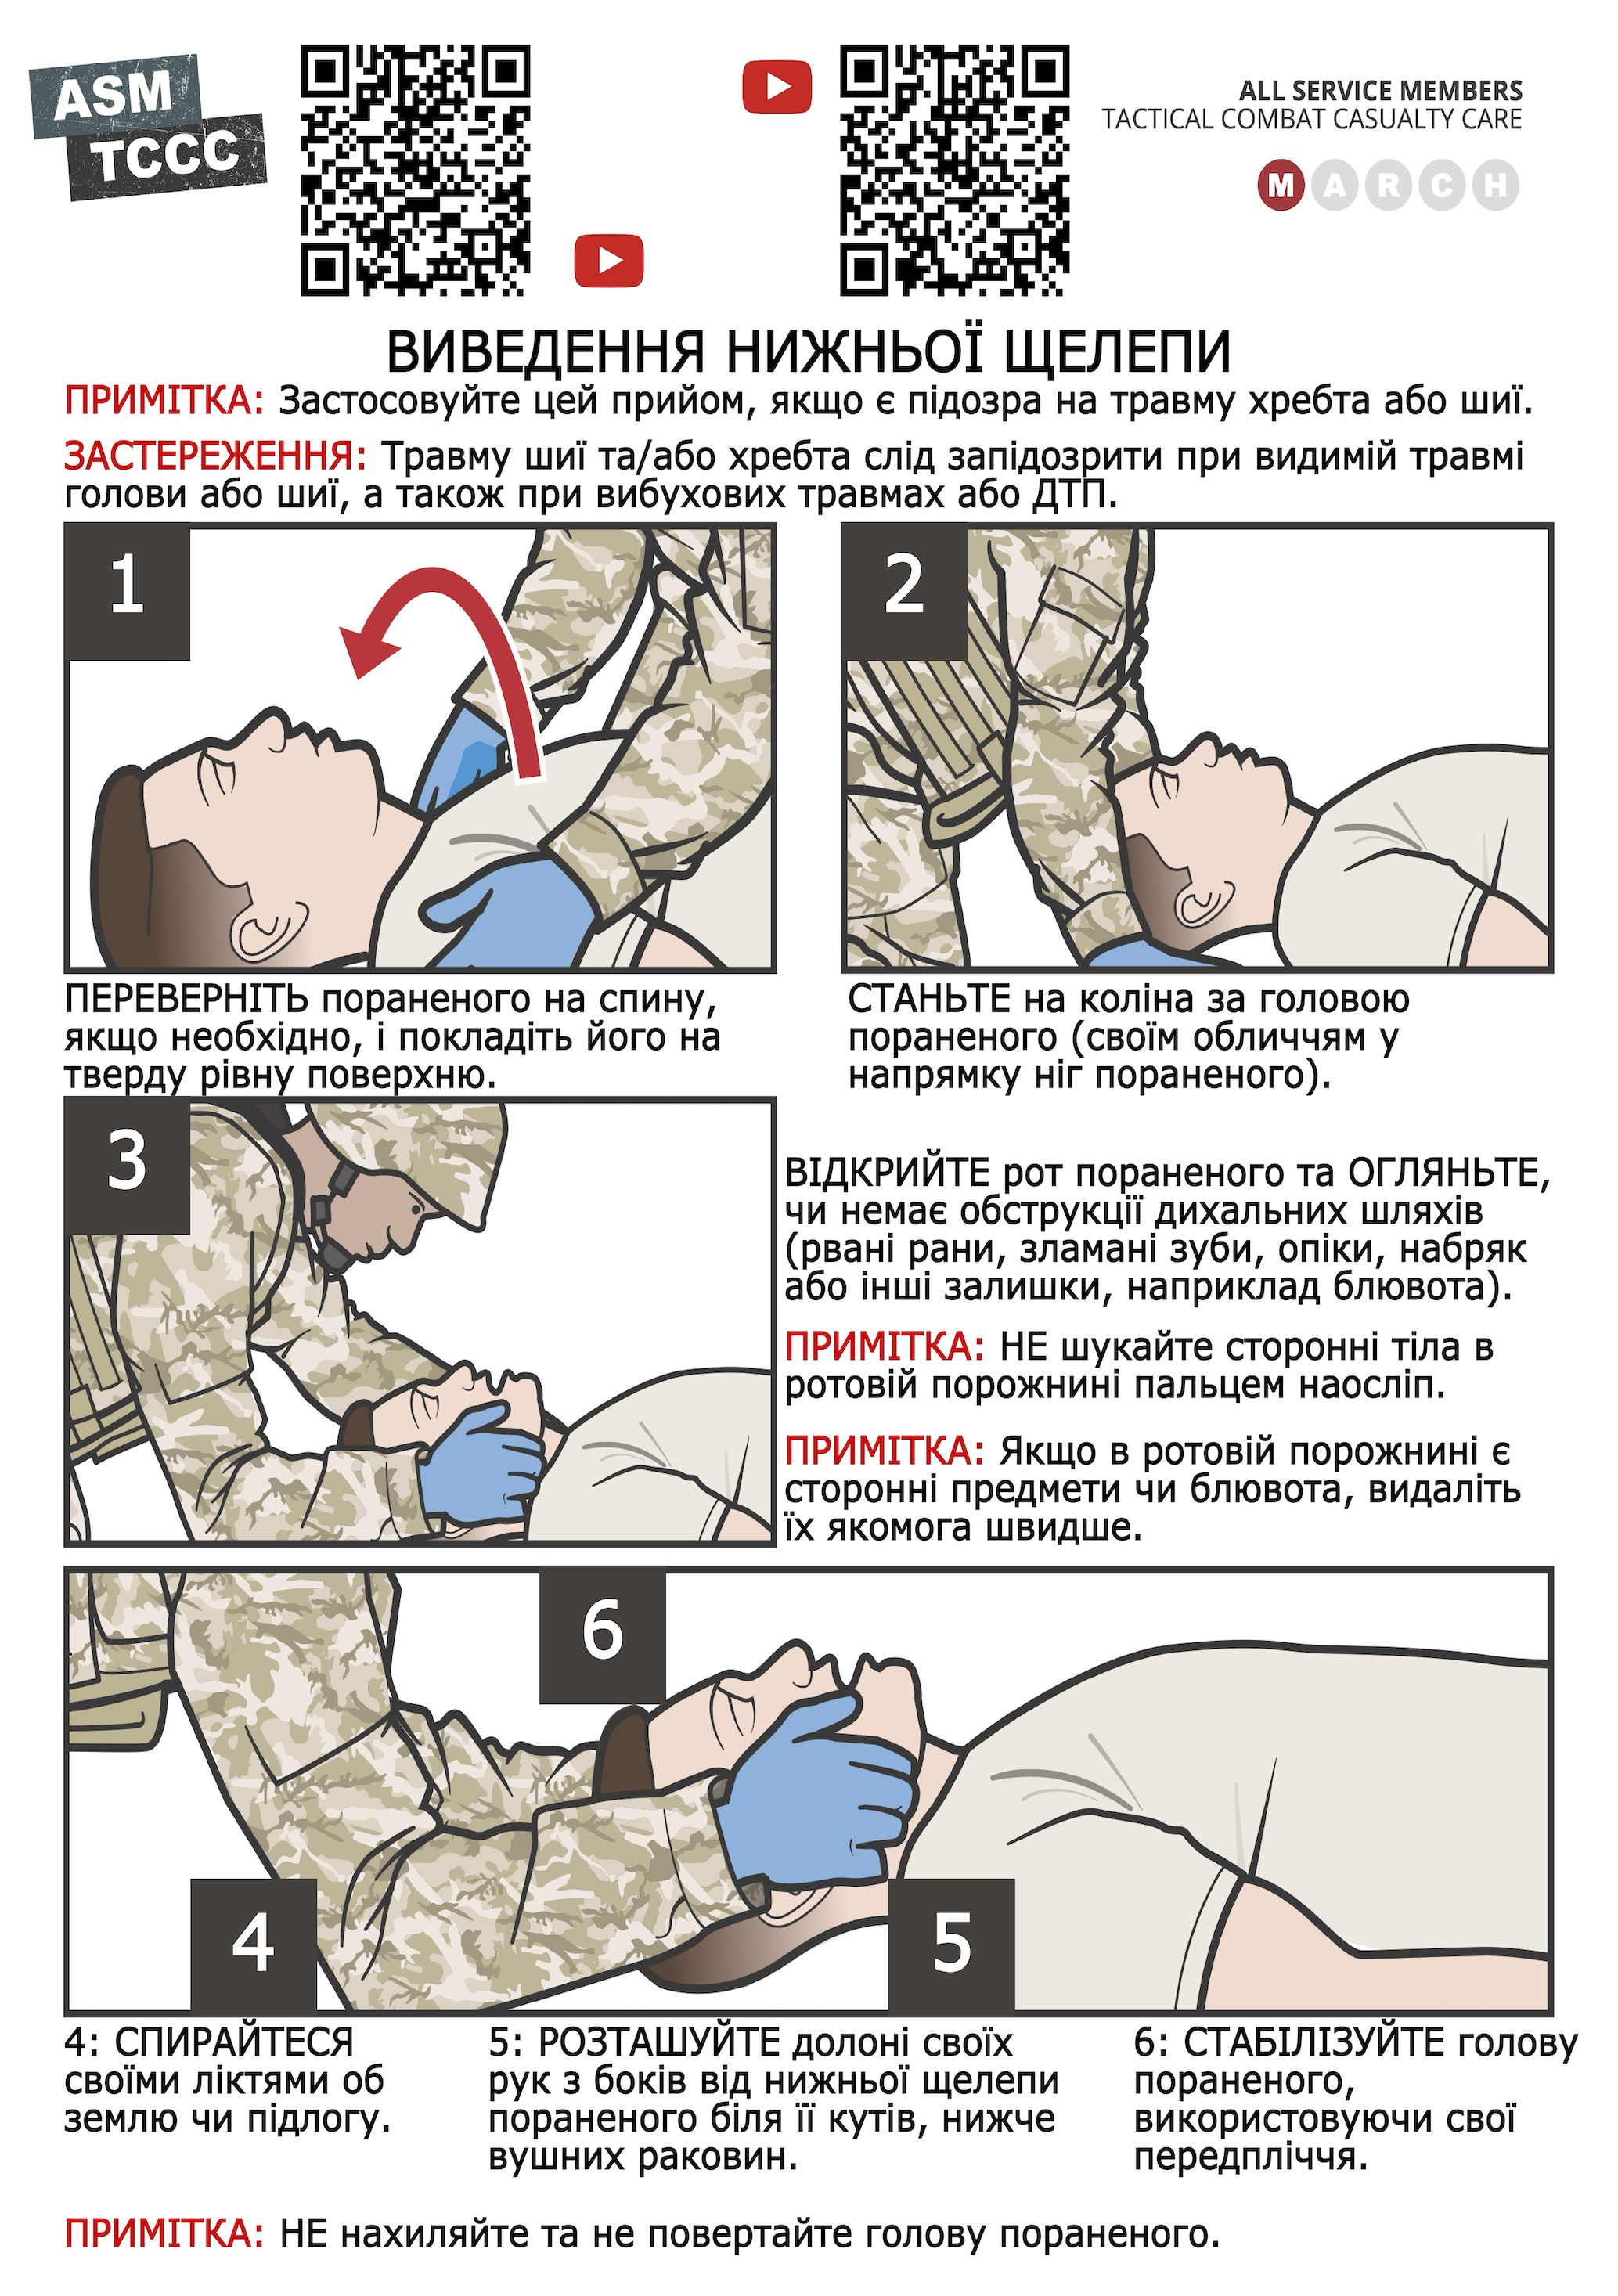 ASM
TCCC
ALL SERVICE MEMBERS
TACTICAL COMBAT CASUALTY CARE
M A R C H
ВИВЕДЕННЯ НИЖНЬОЇ ЩЕЛЕПИ
ПРИМІТКА: Застосовуйте цей прийом, якщо є підозра на травму хребта або шиї.
ЗАСТЕРЕЖЕННЯ: Травму шиї та/або хребта слід запідозрити при видимій травмі
голови або шиї, а також при вибухових травмах або ДТП.
1
2
ПЕРЕВЕРНІТЬ пораненого на спину,
якщо необхідно, і покладіть його на
тверду рівну поверхню.
СТАНЬТЕ на коліна за головою
пораненого (своїм обличчям у
напрямку ніг пораненого).
3
ВІДКРИЙТЕ рот пораненого та ОГЛЯНЬТЕ,
чи немає обструкції дихальних шляхів
(рвані рани, зламані зуби, опіки, набряк
або інші залишки, наприклад блювота).
ПРИМІТКА: НЕ шукайте сторонні тіла в
ротовій порожнині пальцем наосліп.
ПРИМІТКА: Якщо в ротовій порожнині є
сторонні предмети чи блювота, видаліть
їх якомога швидше.
6
4
5
4: СПИРАЙТЕСЯ
своїми ліктями об
землю чи підлогу.
5: РОЗТАШУЙТЕ долоні своїх
рук з боків від нижньої щелепи
пораненого біля її кутів, нижче
вушних раковин.
6: СТАБІЛІЗУЙТЕ голову
пораненого,
використовуючи свої
передпліччя.
ПРИМІТКА: НЕ нахиляйте та не повертайте голову пораненого.